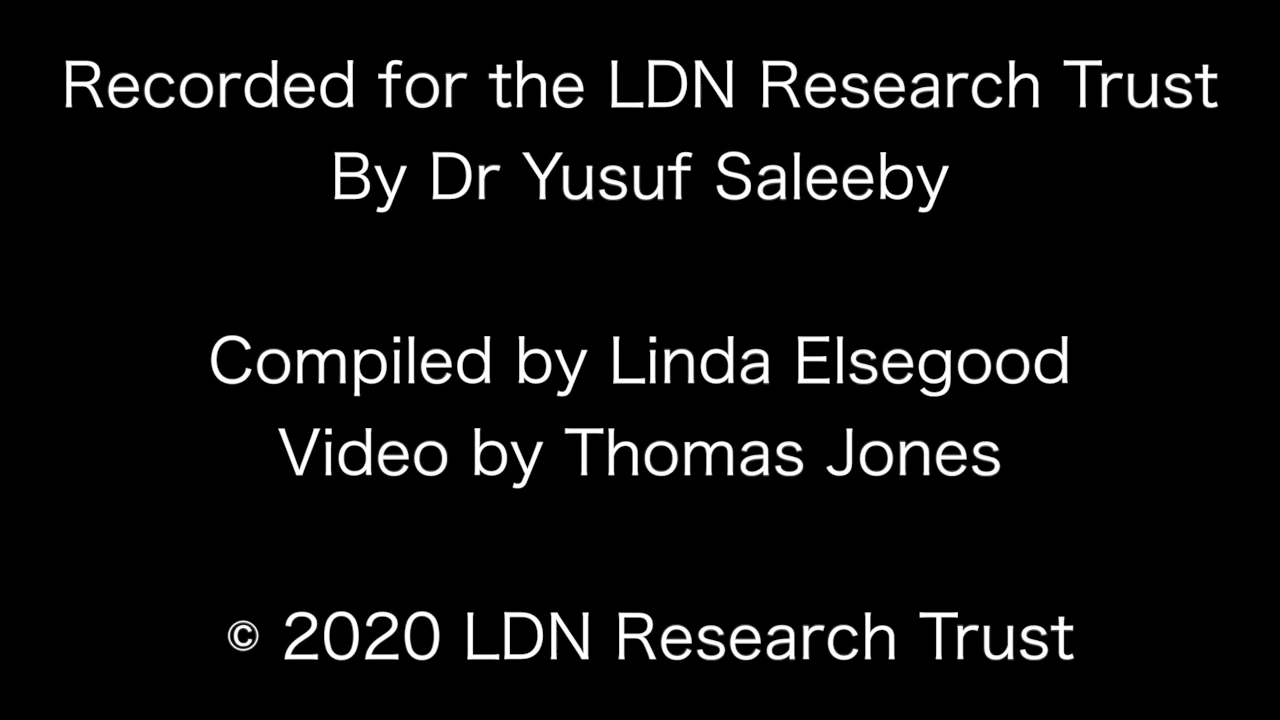 Recorded for the LDN Research Trust
By Dr Yusuf Saleeby
Compiled by Linda Elsegood
Video by Thomas Jones
© 2020 LDN Research Trust